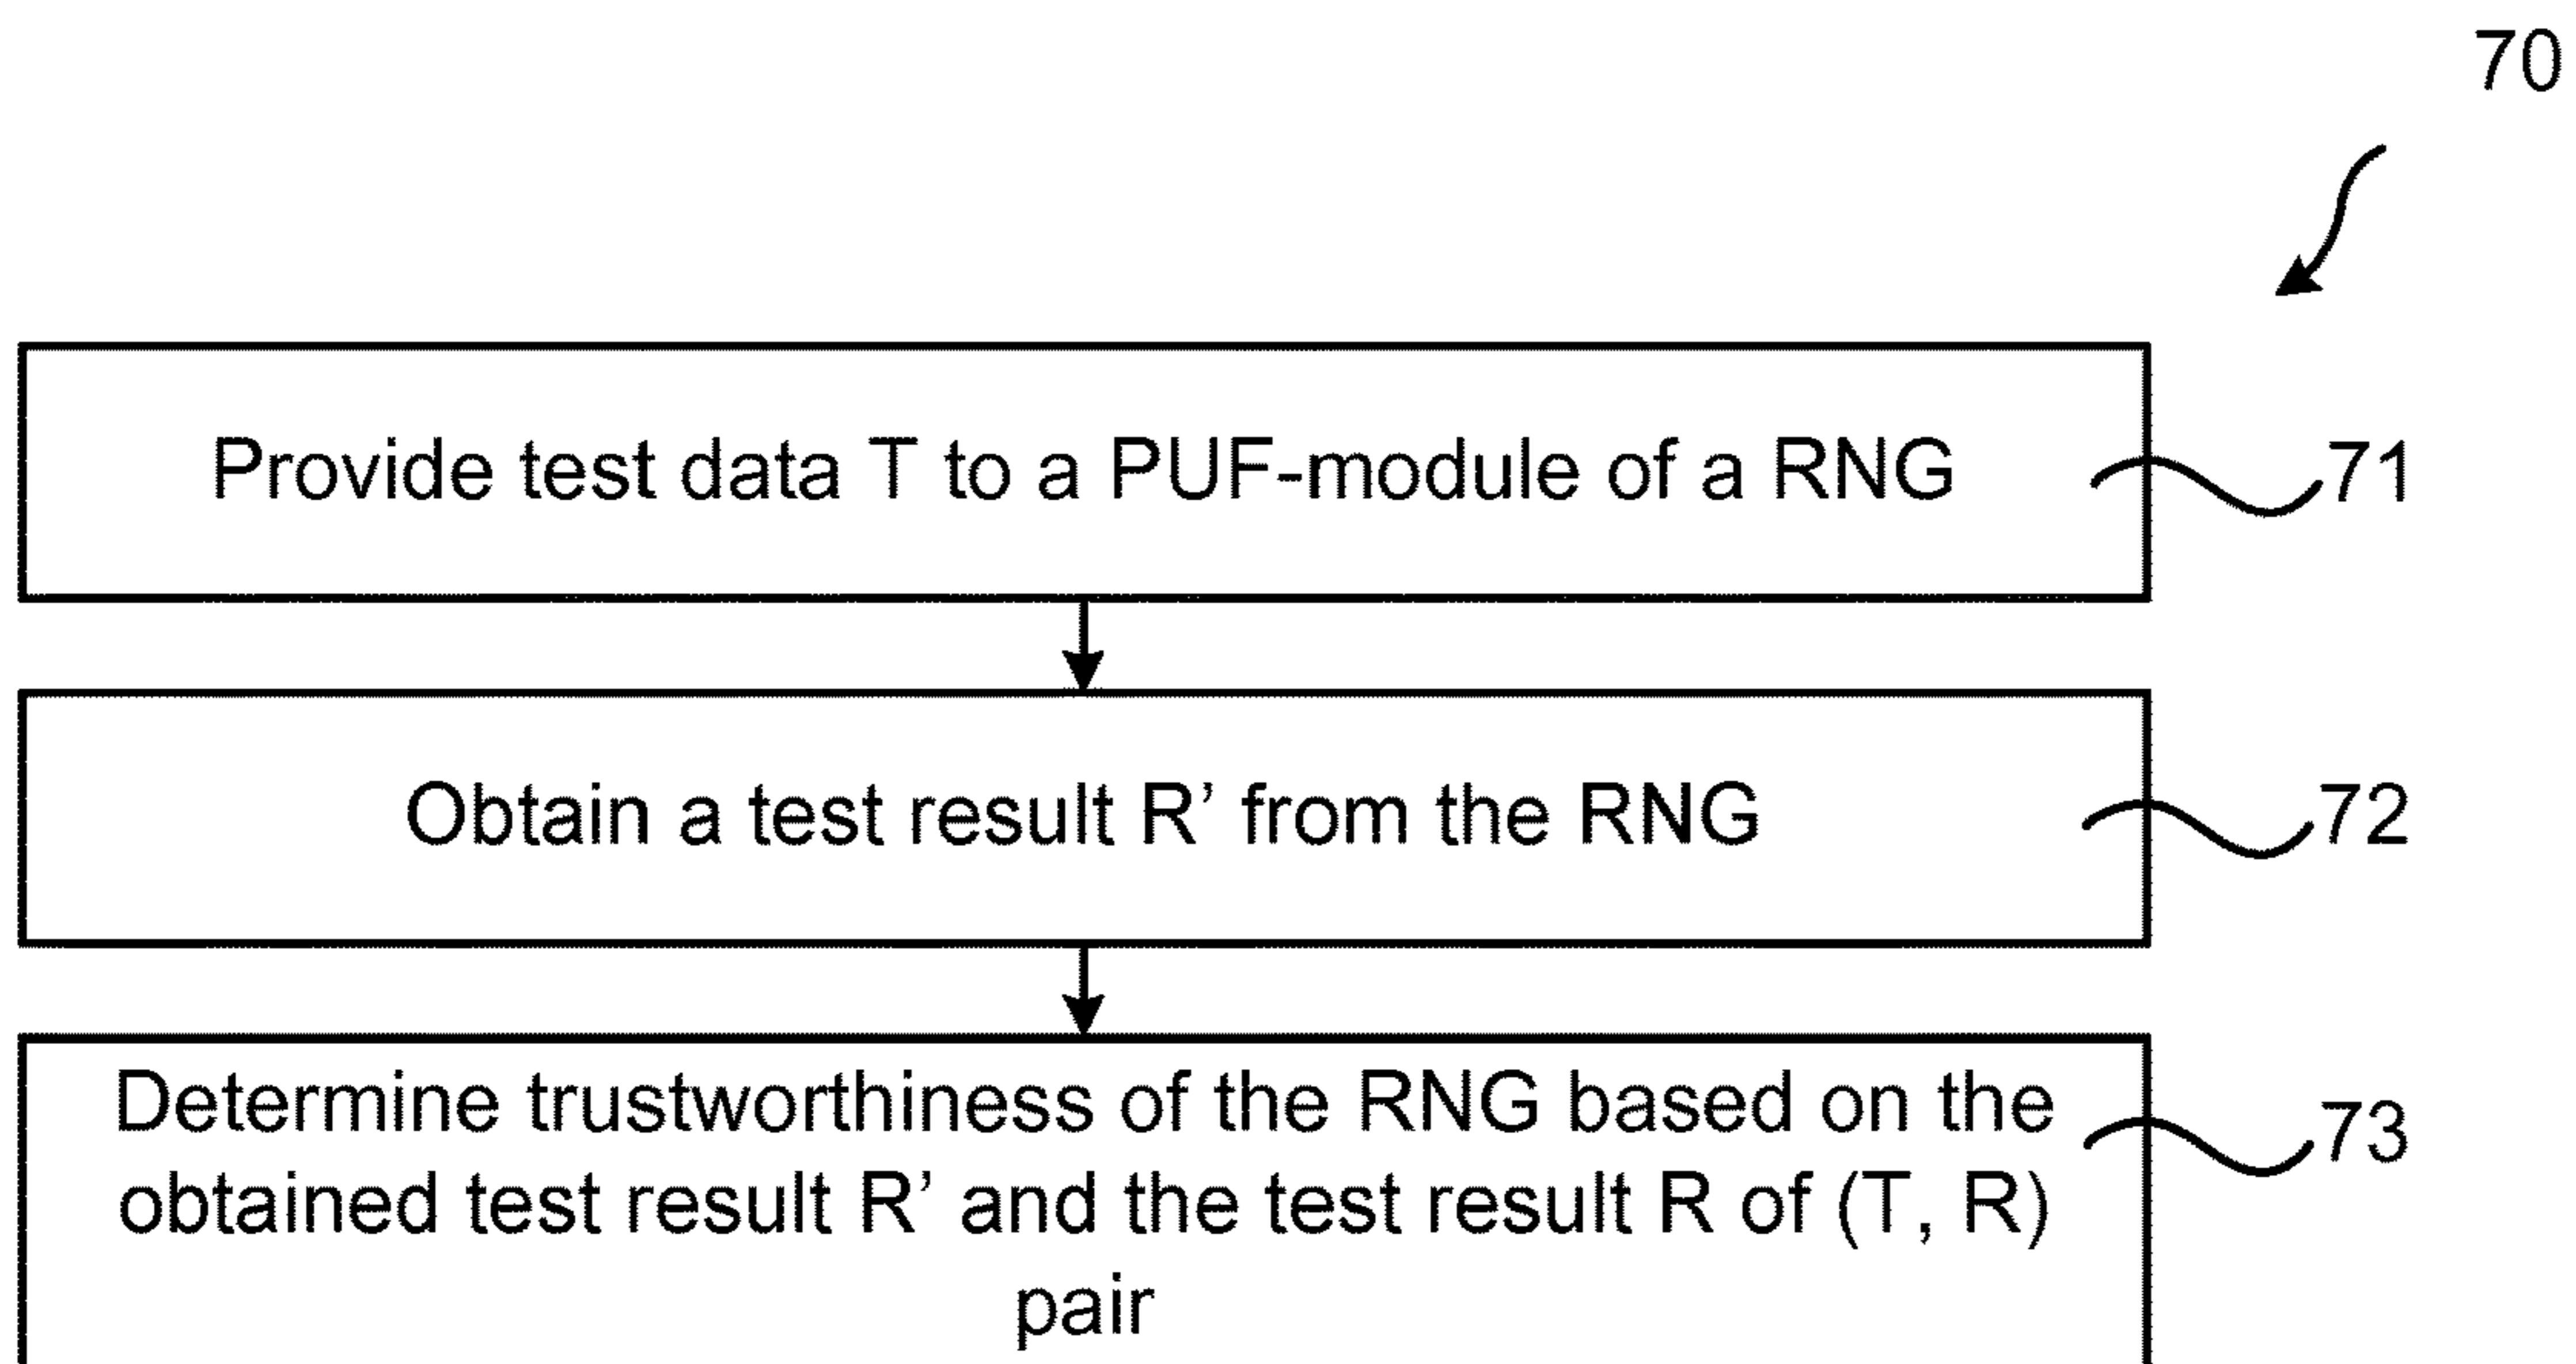 70
Provide test data T to a PUF-module of a RNG
71
Obtain a test result R’ from the RNG
72
Determine trustworthiness of the RNG based on the
obtained test result R’ and the test result R of (T, R)
pair
73